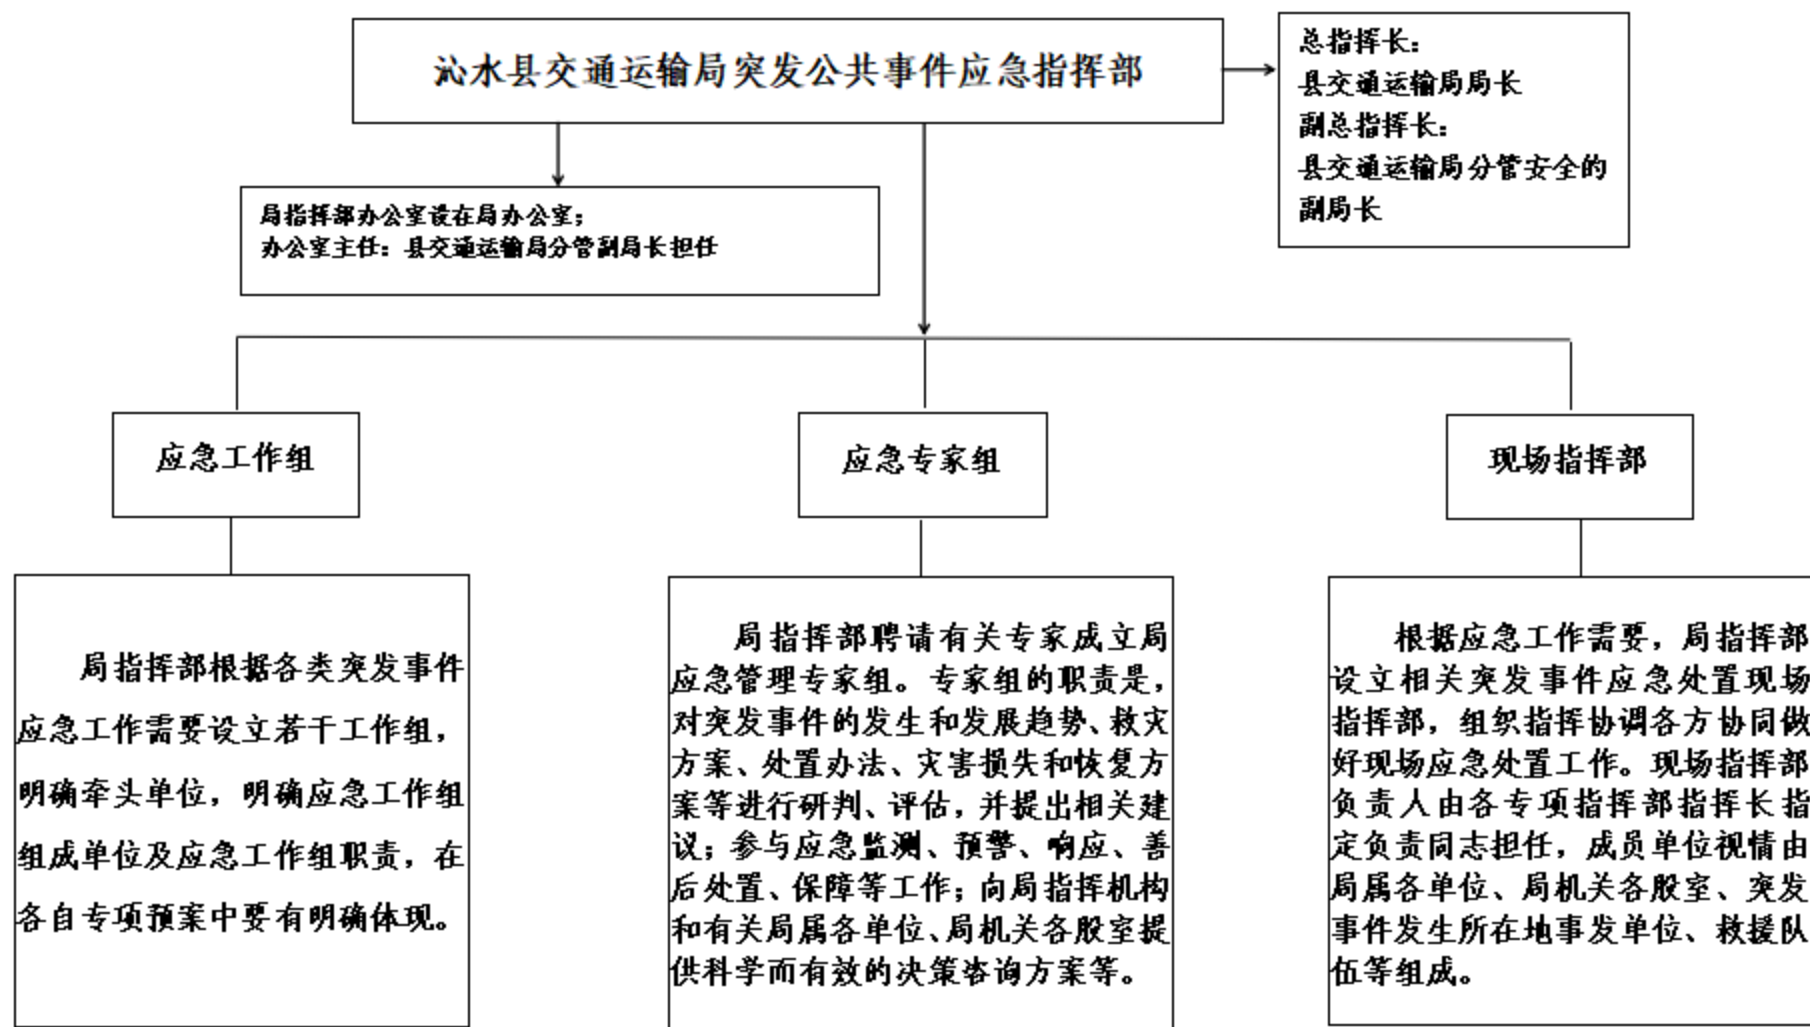 沁水县交通运输局突发公共事件应急指挥部
总指挥长：
县交通运输局局长
副总指挥长：
县交通运输局分管安全的
副局长
局指挥部办公室设在局办公室；
办公室主任：县交通运输局分管副局长担任
应急工作组
应急专家组
现场指挥部
局指挥部根据各类突发事件
应急工作需要设立若干工作组，
明确牵头单位，明确应急工作组
组成单位及应急工作组职责，在
各自专项预案中要有明确体现。
局指挥部聘请有关专家成立局
应急管理专家组。专家组的职责是，
对突发事件的发生和发展趋势、救灾
方案、处置办法、灾害损失和恢复方
案等进行研判、评估，并提出相关建
议；参与应急监测、预警、响应、善
后处置、保障等工作；向局指挥机构
和有关局属各单位、局机关各股室提
供科学而有效的决策咨询方案等。
根据应急工作需要，局指挥部
设立相关突发事件应急处置现场
指挥部，组织指挥协调各方协同做
好现场应急处置工作。现场指挥部
负责人由各专项指挥部指挥长指
定负责同志担任，成员单位视情由
局属各单位、局机关各股室、突发
事件发生所在地事发单位、救援队
伍等组成。